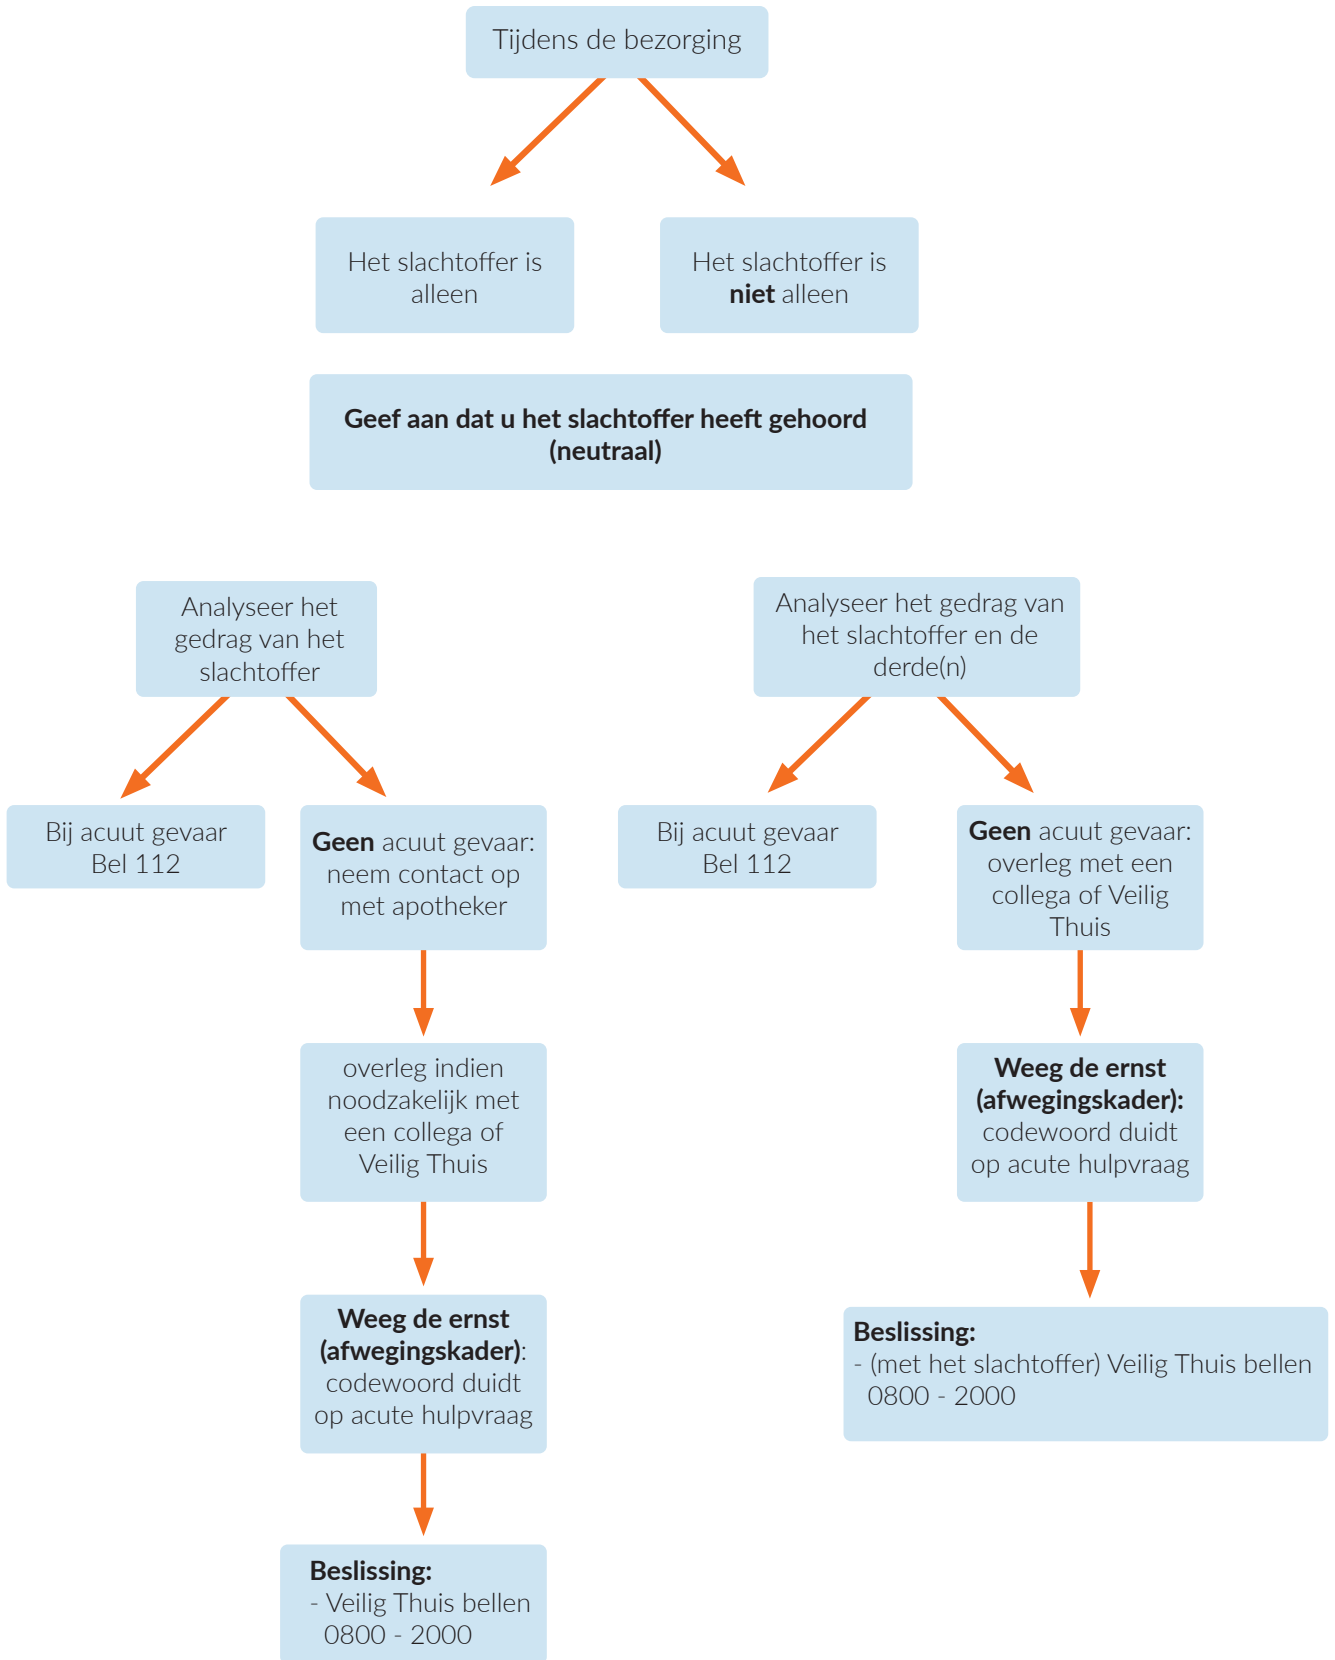 Tijdens de bezorging
Het slachtoffer is
alleen
Het slachtoffer is
niet alleen
Geef aan dat u het slachtoffer heeft gehoord
(neutraal)
Analyseer het
gedrag van het
slachtoffer
Bij acuut gevaar
Bel 112
Geen acuut gevaar:
neem contact op
met apotheker
overleg indien
noodzakelijk met
een collega of
Veilig Thuis
Weeg de ernst
(afwegingskader):
codewoord duidt
op acute hulpvraag
Beslissing:
- Veilig Thuis bellen
0800 - 2000
Analyseer het gedrag van
het slachtoffer en de
derde(n)
Bij acuut gevaar
Bel 112
Geen acuut gevaar:
overleg met een
collega of Veilig
Thuis
Weeg de ernst
(afwegingskader):
codewoord duidt
op acute hulpvraag
Beslissing:
- (met het slachtoffer) Veilig Thuis bellen
0800 - 2000